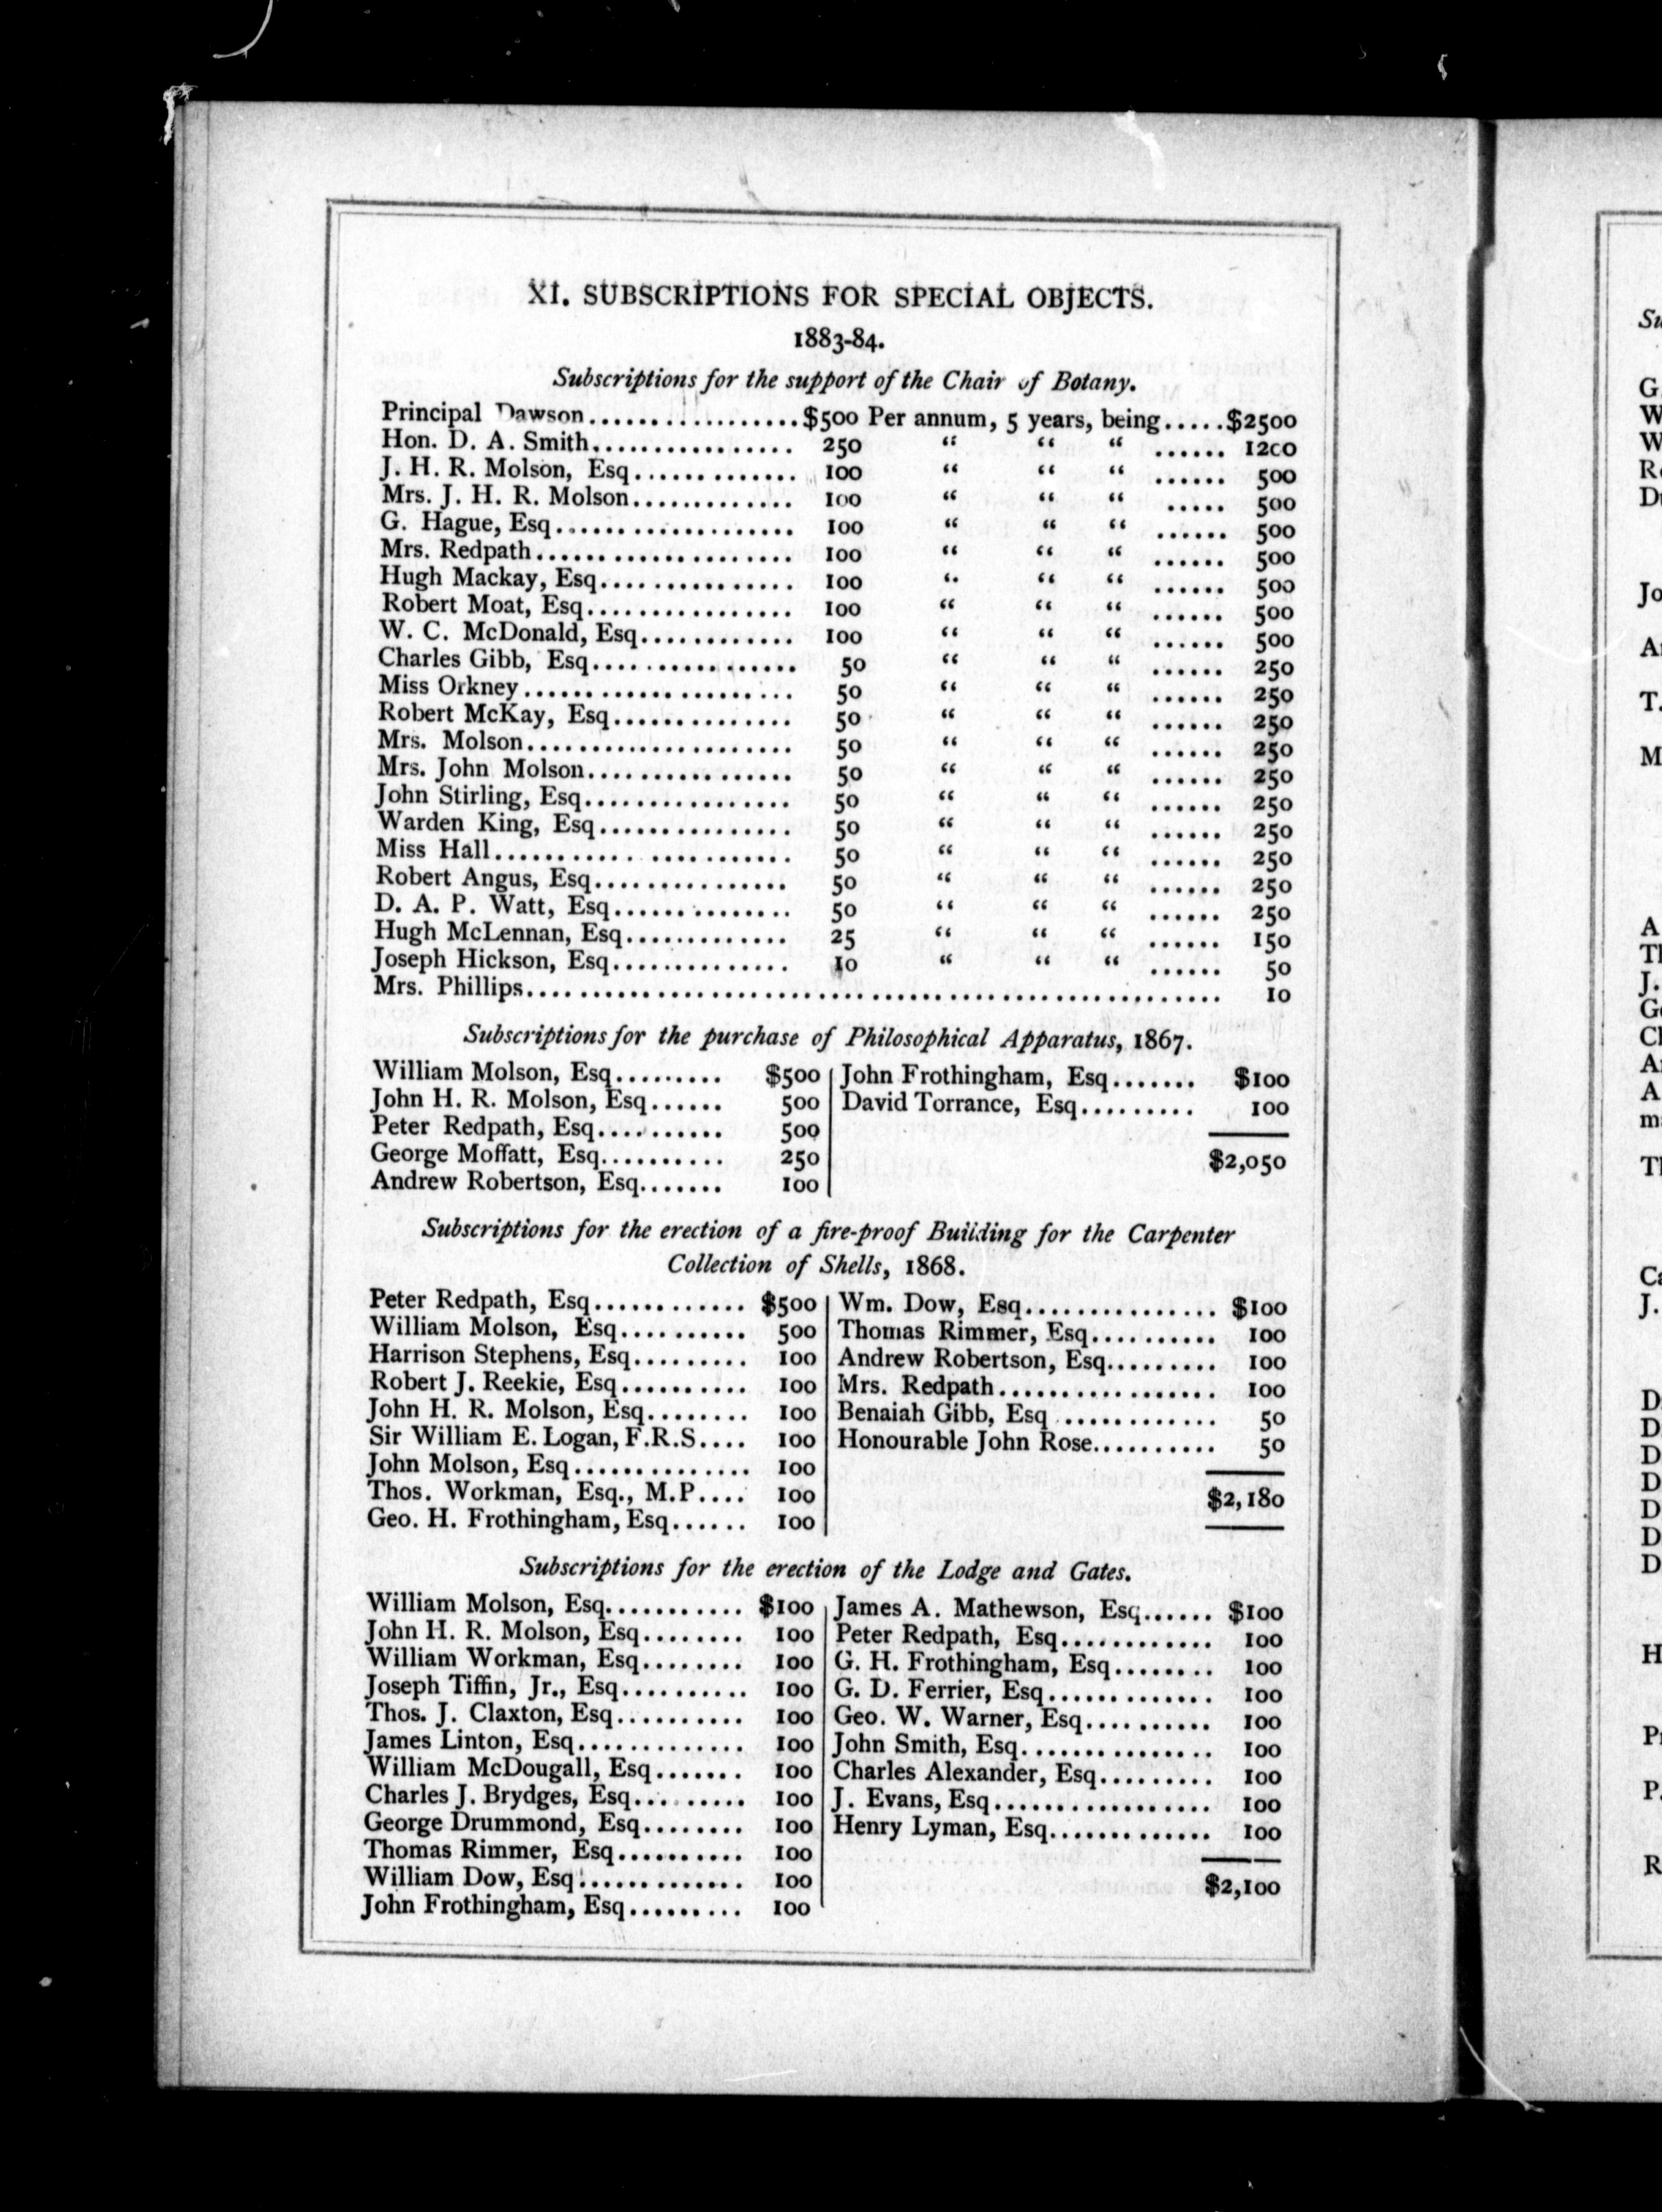 XI. SUBSCRIPTIONS FOR SPECIAL OBJECTS.
1883-84.
Subscriptions for the support of the Chair of Botany.
Principal Dawson.................$500 Per annum, 5 years, being.....$2500
Hon. D. A. Smith................. 250 “ “ “ ...... 12c0
J. H. R. Molson, Esq............. 100 “ “ “ ...... 500
Mrs. J. H. R. Molson............. 100 “ “ “ ..... 500
G. Hague, Esq.................... 100 “ “ “ ...... 500
Mrs. Redpath..................... 100 “ “ “ ...... 500
Hugh Mackay, Esq............... 100 “ “ “ ...... 500
Robert Moat, Esq................ 100 “ “ “ ...... 500
W. C. McDonald, Esq............ 100 “ “ “ ...... 500
Charles Gibb, Esq................ 50 “ “ “ ...... 250
Miss Orkney...................... 50 “ “ “ ...... 250
Robert McKay, Esq.............. 50 “ “ “ ...... 250
Mrs. Molson..................... 50 “ “ “ ...... 250
Mrs. John Molson................ 50 “ “ “ ...... 250
John Stirling, Esq................ 50 “ “ “ ...... 250
Warden King, Esq............... 50 “ “ “ ...... 250
Miss Hall........................ 50 “ “ “ ...... 250
Robert Angus, Esq............... 50 “ “ “ ...... 250
D. A. P. Watt, Esq.............. 50 “ “ “ ...... 250
Hugh McLennan, Esq............. 25 “ “ “ ...... 150
Joseph Hickson, Esq.............. 10 “ “ “ ...... 50
Mrs. Phillips..................................................... 10
Subscriptions for the purchase of Philosophical Apparatus, 1867.
William Molson, Esq......... $500
John H. R. Molson, Esq...... 500
Peter Redpath, Esq.......... 500
George Moffatt, Esq.......... 250
Andrew Robertson, Esq....... 100
John Frothingham, Esq....... $100
David Torrance, Esq......... 100
$2,050
Subscriptions for the erection of a fire-proof Building for the Carpenter
Collection of Shells, 1868.
Peter Redpath, Esq............ $500
William Molson, Esq.......... 500
Harrison Stephens, Esq......... 100
Robert J. Reekie, Esq.......... 100
John H. R. Molson, Esq........ 100
Sir William E. Logan, F.R.S.... 100
John Molson, Esq.............. 100
Thos. Workman, Esq., M.P.... 100
Geo. H. Frothingham, Esq...... 100
Wm. Dow, Esq............... $100
Thomas Rimmer, Esq.......... 100
Andrew Robertson, Esq......... 100
Mrs. Redpath................. 100
Benaiah Gibb, Esq............. 50
Honourable John Rose.......... 50
$2,180
Subscriptions for the erection of the Lodge and Gates.
William Molson, Esq........... $100
John H. R. Molson, Esq........ 100
William Workman, Esq........ 100
Joseph Tiffin, Jr., Esq.......... 100
Thos. J. Claxton, Esq.......... 100
James Linton, Esq............. 100
William McDougall, Esq....... 100
Charles J. Brydges, Esq......... 100
George Drummond, Esq........ 100
Thomas Rimmer, Esq.......... 100
William Dow, Esq............. 100
John Frothingham, Esq......... 100
James A. Mathewson, Esq...... $100
Peter Redpath, Esq............ 100
G. H. Frothingham, Esq........ 100
G. D. Ferrier, Esq............. 100
Geo. W. Warner, Esq.......... 100
John Smith, Esq............... 100
Charles Alexander, Esq......... 100
J. Evans, Esq................. 100
Henry Lyman, Esq............. 100
$2,100